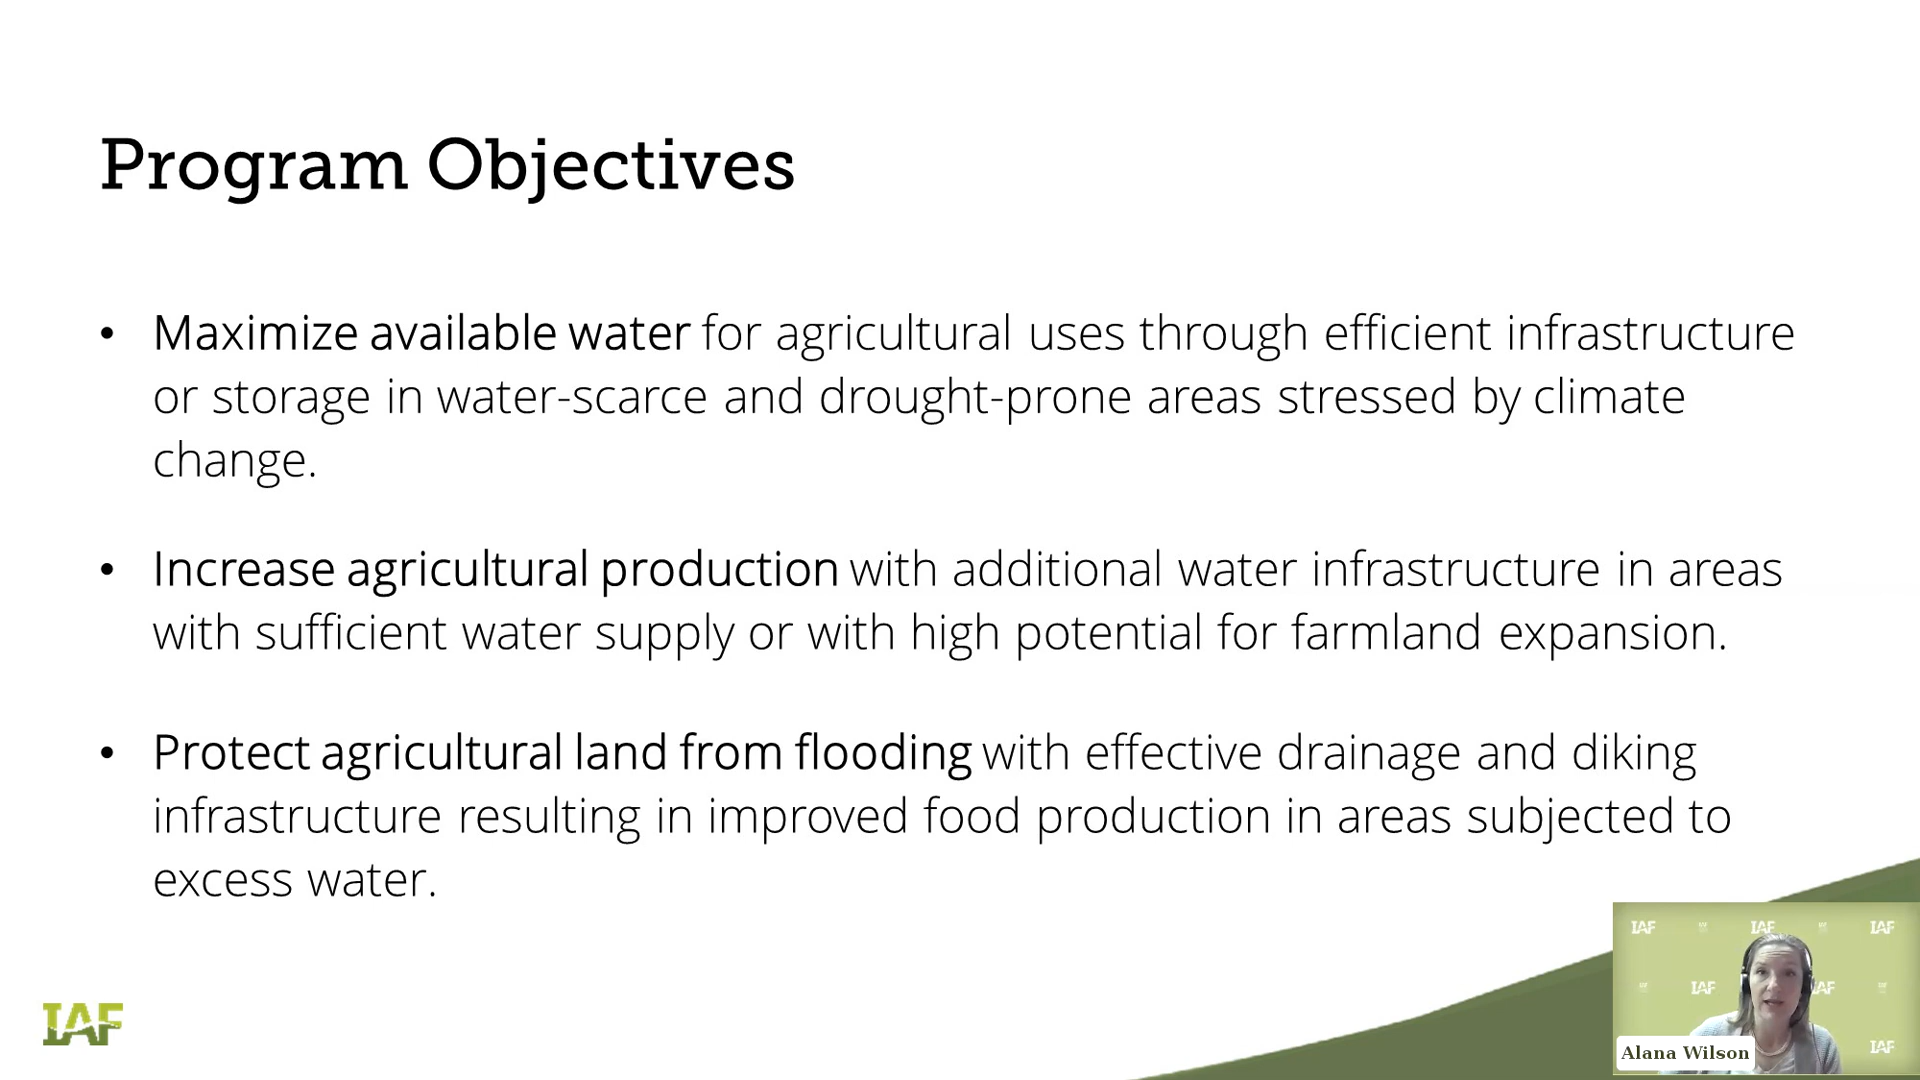 Program Objectives
• Maximize available water for agricultural uses through efficient infrastructure
or storage in water-scarce and drought-prone areas stressed by climate
change.
• Increase agricultural production with additional water infrastructure in areas
with sufficient water supply or with high potential for farmland expansion.
• Protect agricultural land from flooding with effective drainage and diking
infrastructure resulting in improved food production in areas subjected to
excess water.
IAF
IAF IAF IAF
IAF IAF
IAF
Alana Wilson